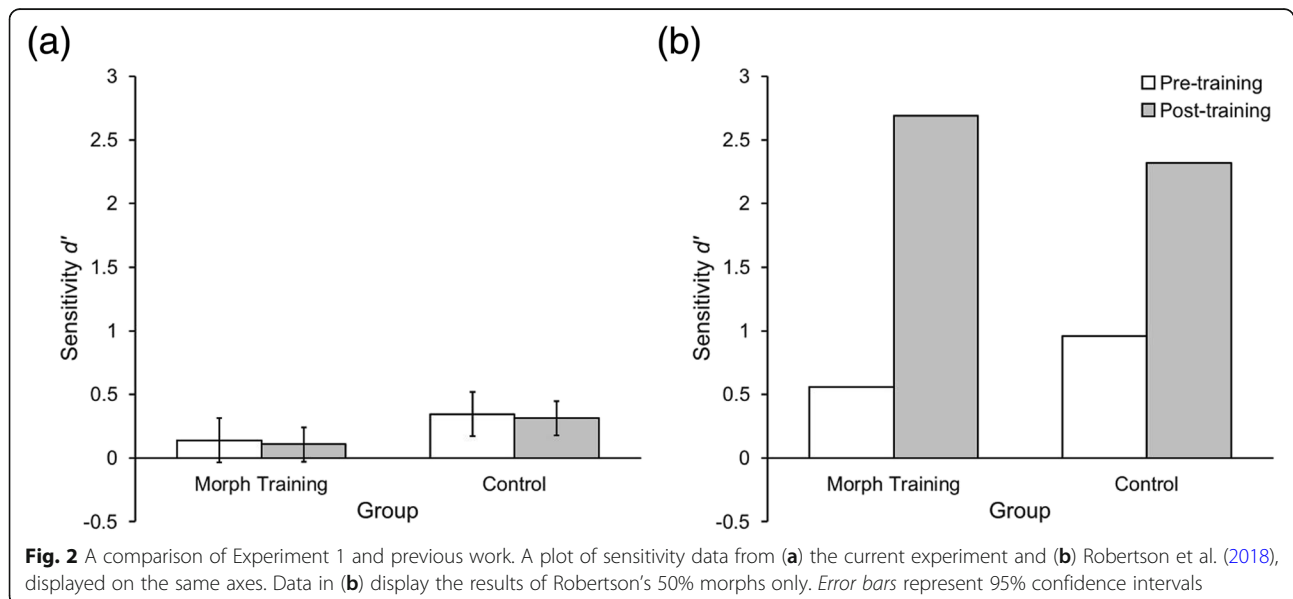 (a)
3
2.5
2
1.5
1
0.5
0
-0.5
Sensitivity d′
Morph Training
Control
Group
(b)
Pre-training
Post-training
3
2.5
2
1.5
1
0.5
0
-0.5
Sensitivity d′
Morph Training
Control
Group
Fig. 2 A comparison of Experiment 1 and previous work. A plot of sensitivity data from (a) the current experiment and (b) Robertson et al. (2018),
displayed on the same axes. Data in (b) display the results of Robertson's 50% morphs only. Error bars represent 95% confidence intervals